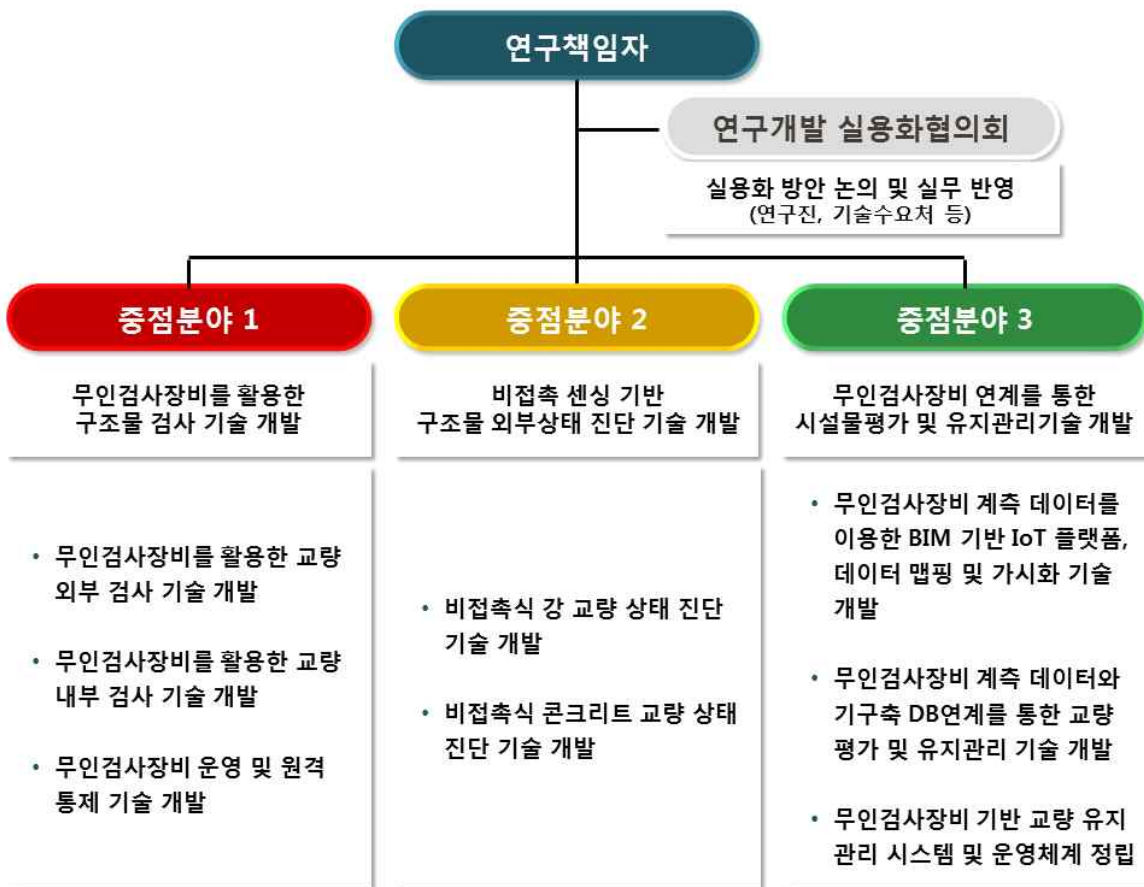 연구책임자
연구개발 실용화협의회
실용화 방안 논의 및 실무 반영
(연구진, 기술수요처 등)
중점분야 1
무인검사장비를 활용한
구조물 검사 기술 개발
• 무인검사장비를 활용한 교량
외부 검사 기술 개발
• 무인검사장비를 활용한 교량
내부 검사 기술 개발
• 무인검사장비 운영 및 원격
통제 기술 개발
중점분야 2
비접촉 센싱 기반
구조물 외부상태 진단 기술 개발
• 비접촉식 강 교량 상태 진단
기술 개발
• 비접촉식 콘크리트 교량 상태
진단 기술 개발
중점분야 3
무인검사장비 연계를 통한
시설물평가 및 유지관리기술 개발
• 무인검사장비 계측 데이터를
이용한 BIM 기반 IoT 플랫폼,
데이터 맵핑 및 가시화 기술
개발
• 무인검사장비 계측 데이터와
기구축 DB연계를 통한 교량
평가 및 유지관리 기술 개발
• 무인검사장비 기반 교량 유지
관리 시스템 및 운영체계 정립